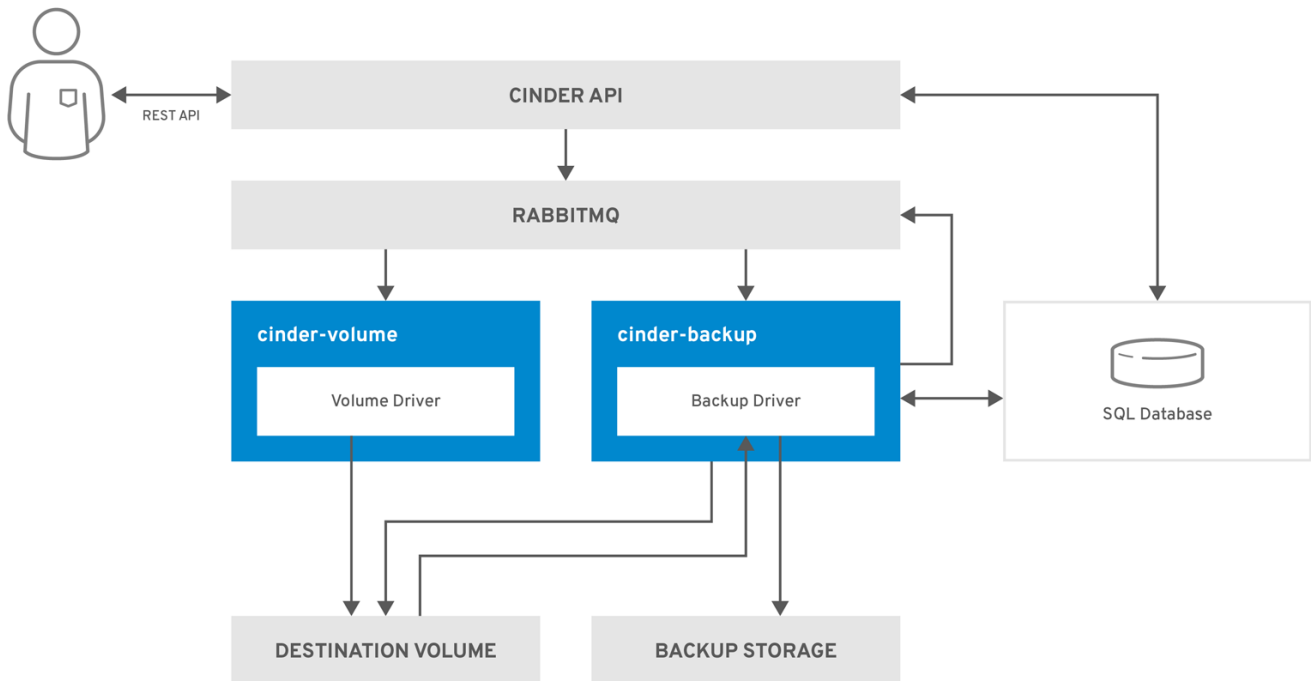 CINDER API
REST API
RABBITMQ
cinder-volume
cinder-backup
Volume Driver
Backup Driver
SQL Database
DESTINATION VOLUME
BACKUP STORAGE